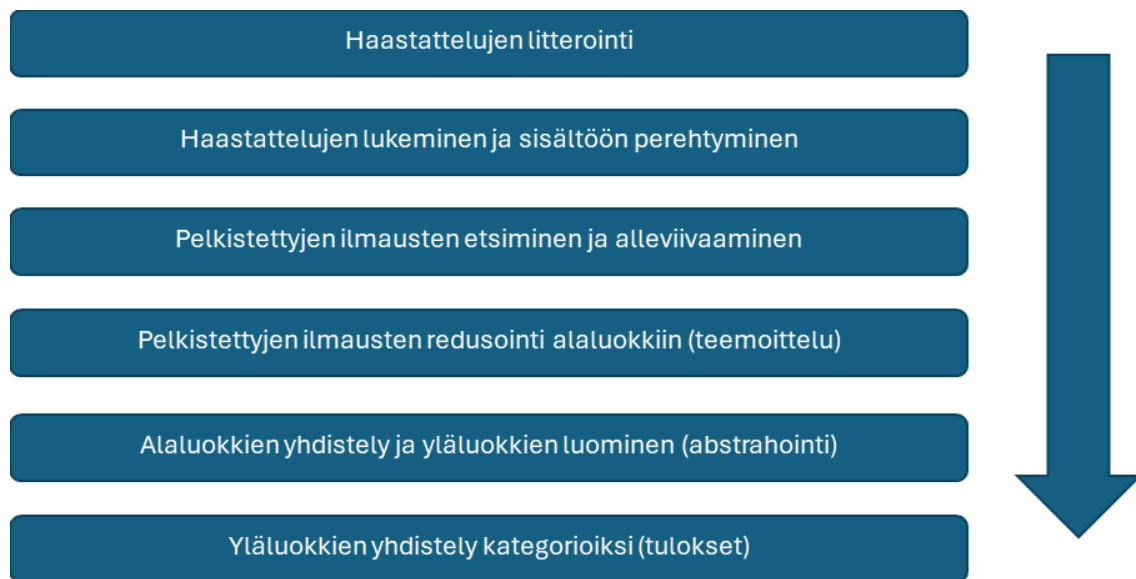 Haastattelujen litterointi
Haastattelujen lukeminen ja sisältöön perehtyminen
Pelkistettyjen ilmausten etsiminen ja alleviivaaminen
Pelkistettyjen ilmausten redusointi alaluokkiin (teemoittelu)
Alaluokkien yhdistely ja yläluokkien luominen (abstrahointi)
Yläluokkien yhdistely kategorioiksi (tulokset)